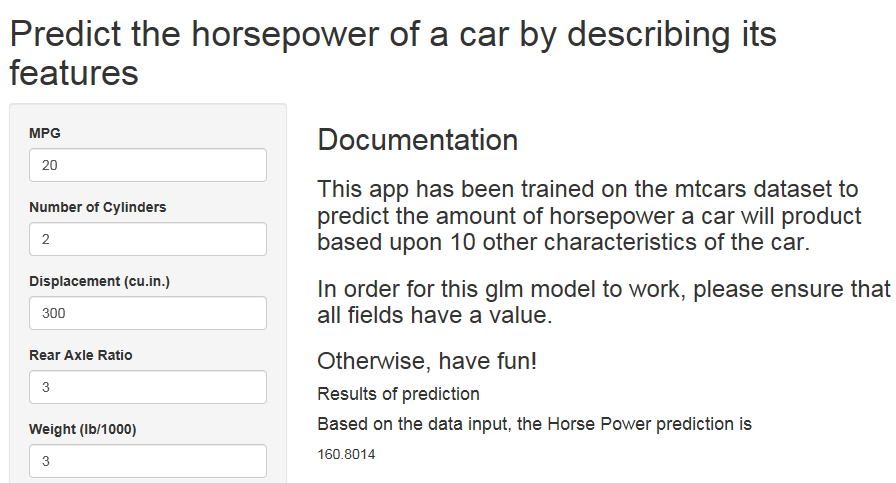 Predict the horsepower of a car by describing its
features
MPG
20
Number of Cylinders
2
Displacement (cu.in.)
300
Rear Axle Ratio
3
Weight (lb/1000)
3
Documentation
This app has been trained on the mtcars dataset to
predict the amount of horsepower a car will product
based upon 10 other characteristics of the car.
In order for this glm model to work, please ensure that
all fields have a value.
Otherwise, have fun!
Results of prediction
Based on the data input, the Horse Power prediction is
160.8014